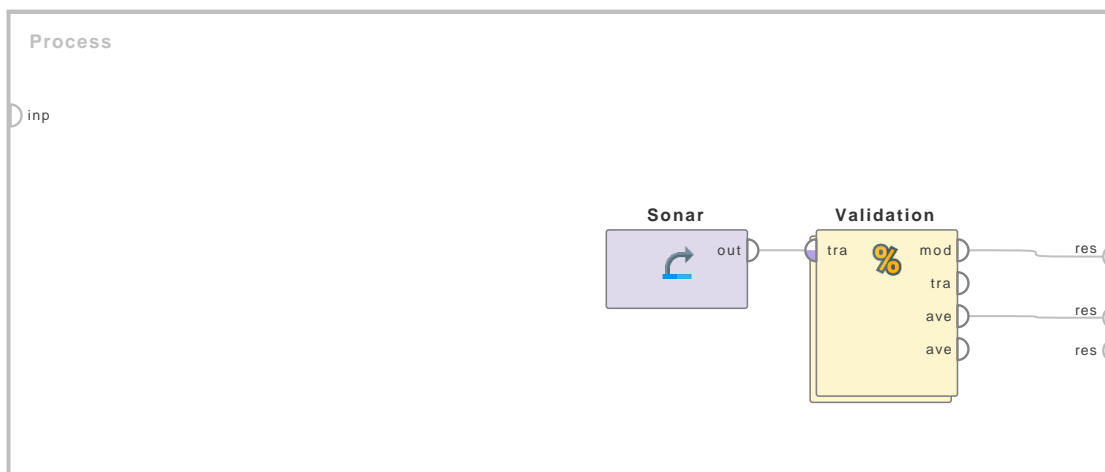 Process
inp
Sonar
Validation
out
tra
mod
res
tra
ave
res
ave
res